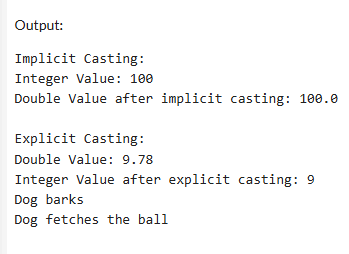 Output:
Implicit Casting:
Integer Value: 100
Double Value after implicit casting: 100.0
Explicit Casting:
Double Value: 9.78
Integer Value after explicit casting: 9
Dog barks
Dog fetches the ball